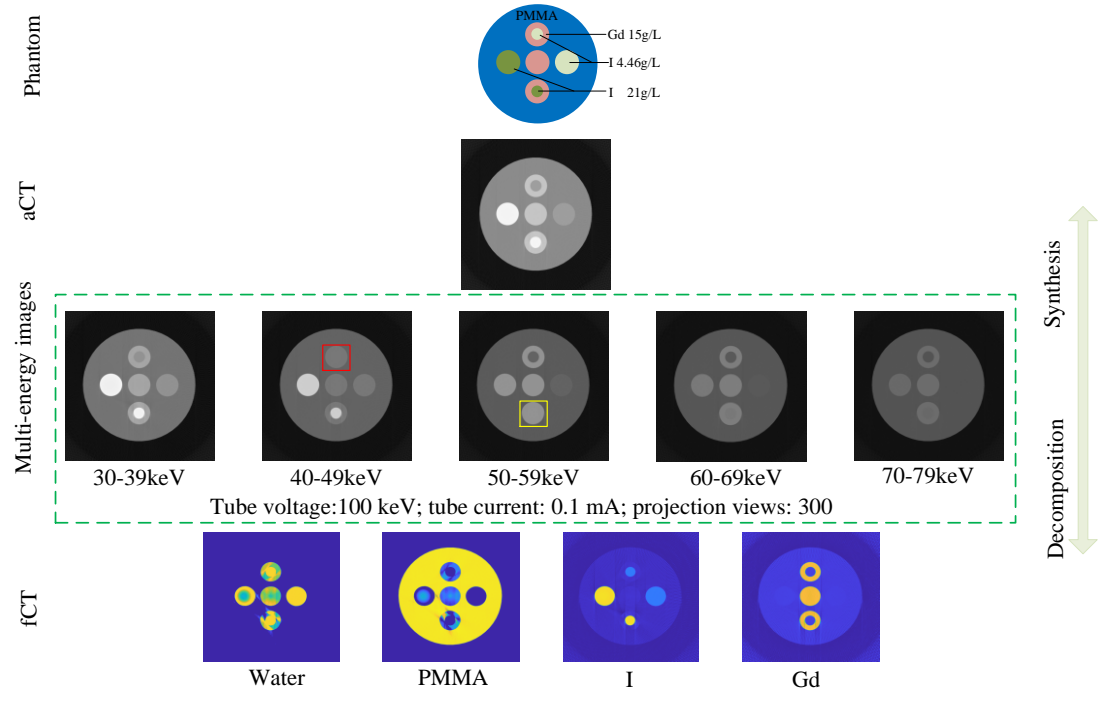 Phantom
PMMA
Gd 15g/L
I 4.46g/L
I 21g/L
aCT
Multi-energy images
30-39keV
40-49keV
50-59keV
60-69keV
70-79keV
Tube voltage:100 keV; tube current: 0.1 mA; projection views: 300
Synthesis
Decomposition
fCT
Water
PMMA
I
Gd